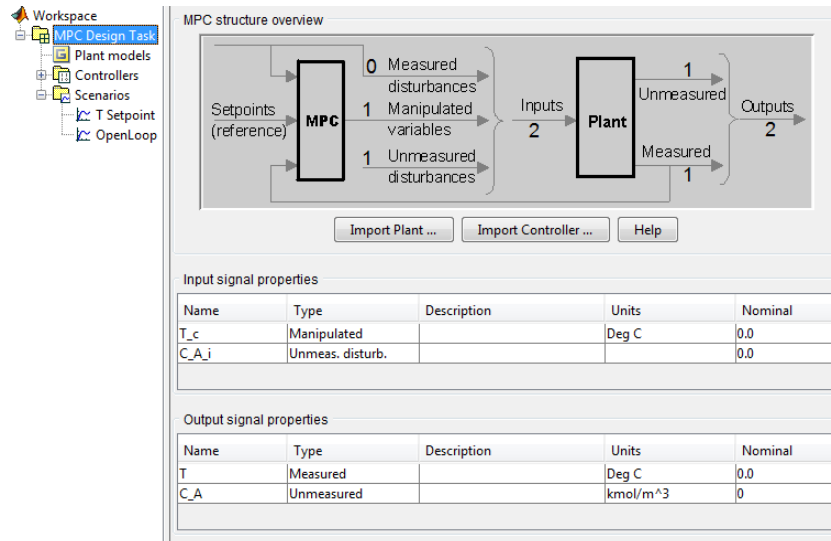 Workspace
MPC Design Task
Plant models
Controllers
Scenarios
T Setpoint
OpenLoop
MPC structure overview
0 Measured
disturbances
Setpoints
(reference)
MPC
1 Manipulated
variables
1 Unmeasured
disturbances
Inputs
2
Plant
1
Unmeasured
Measured
1
Outputs
2
Import Plant ... Import Controller ... Help
Input signal properties
Name Type Description Units Nominal
T_c Manipulated Deg C 0.0
C_A_i Unmeas. disturb. 0.0
Output signal properties
Name Type Description Units Nominal
T Measured Deg C 0.0
C_A Unmeasured kmol/m^3 0